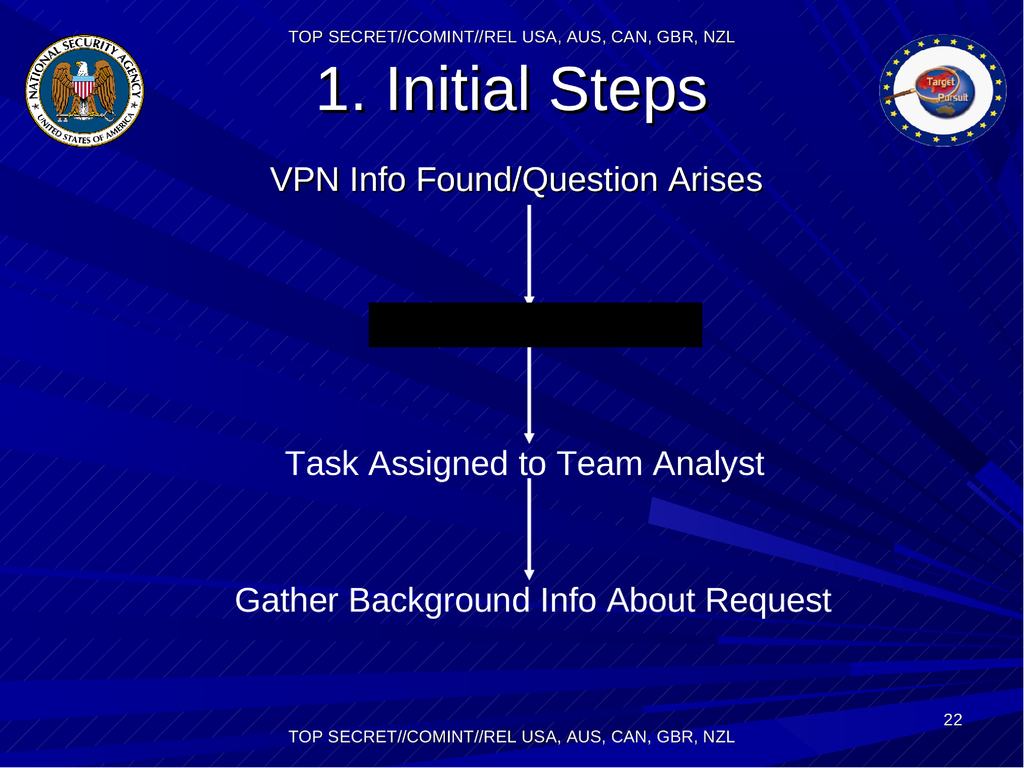 TOP SECRET//COMINT//REL USA, AUS, CAN, GBR, NZL
NATIONAL SECURITY AGENCY
UNITED STATES OF AMERICA
1. Initial Steps
Target
Pursuit
VPN Info Found/Question Arises
Task Assigned to Team Analyst
Gather Background Info About Request
22
TOP SECRET//COMINT//REL USA, AUS, CAN, GBR, NZL